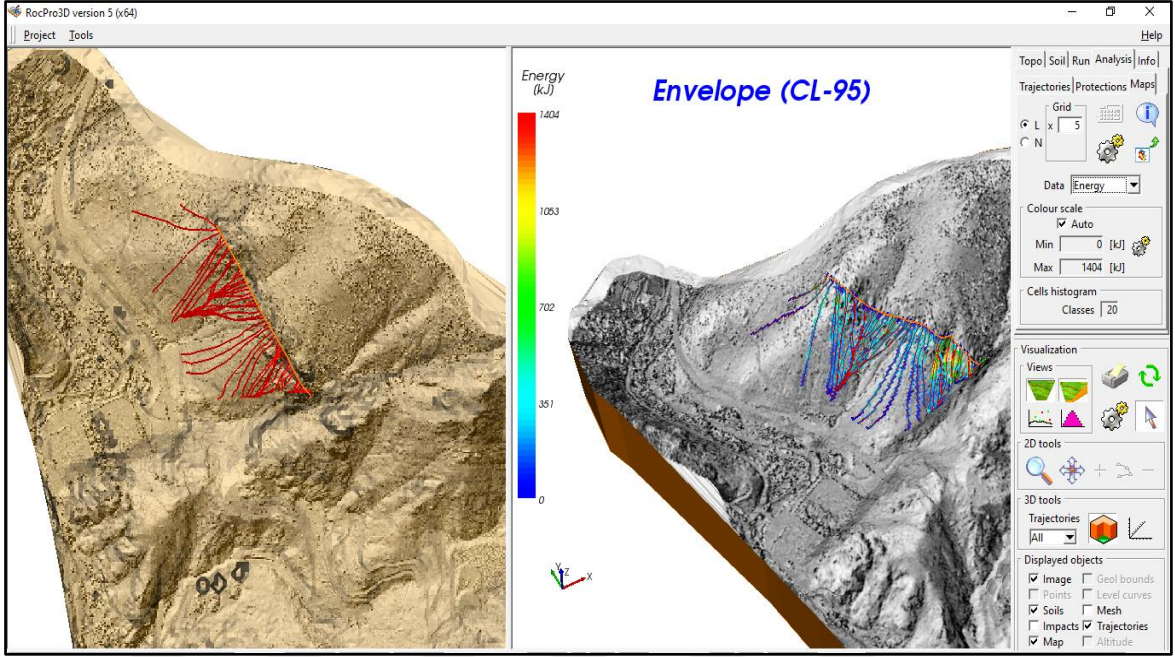 RocPro3D version 5 (x64)
Project Tools
Help
Energy
(kJ)
1404
1053
702
351
0
Envelope (CL-95)
Y Z X
Topo Soil Run Analysis Info
Trajectories Protections Maps
Grid
L x 5
N
Data Energy
Colour scale
Auto
Min 0 [kJ]
Max 1404 [kJ]
Cells histogram
Classes 20
Visualization
Views
2D tools
3D tools
Trajectories
All
Displayed objects
Image Geol bounds
Points Level curves
Soils Mesh
Impacts Trajectories
Map Altitude